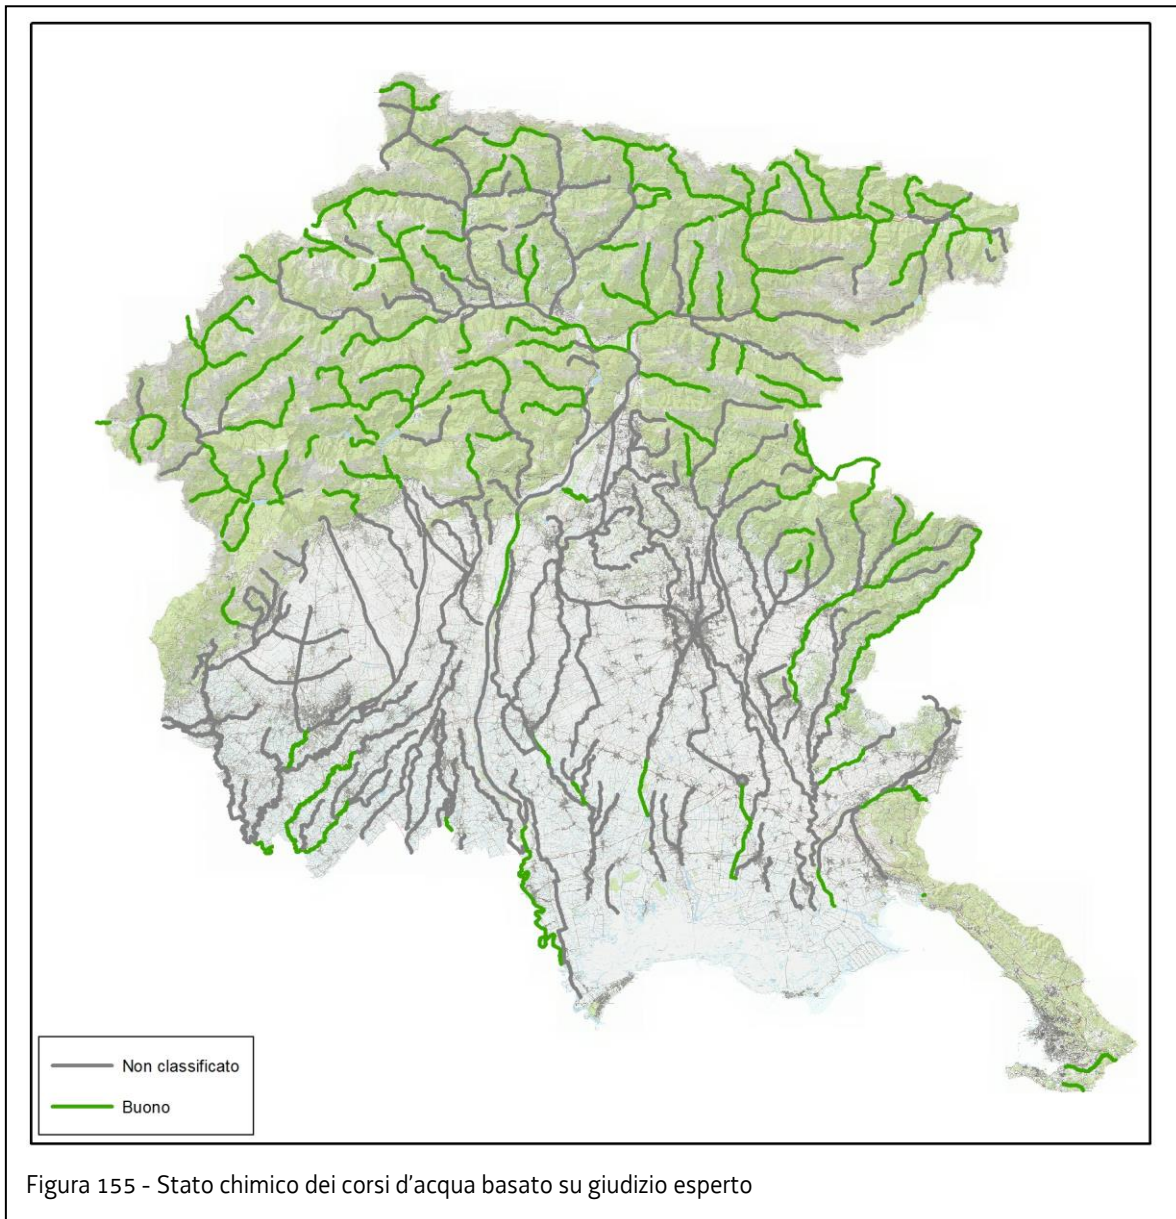 Non classificato
Buono
Figura 155 - Stato chimico dei corsi d'acqua basato su giudizio esperto